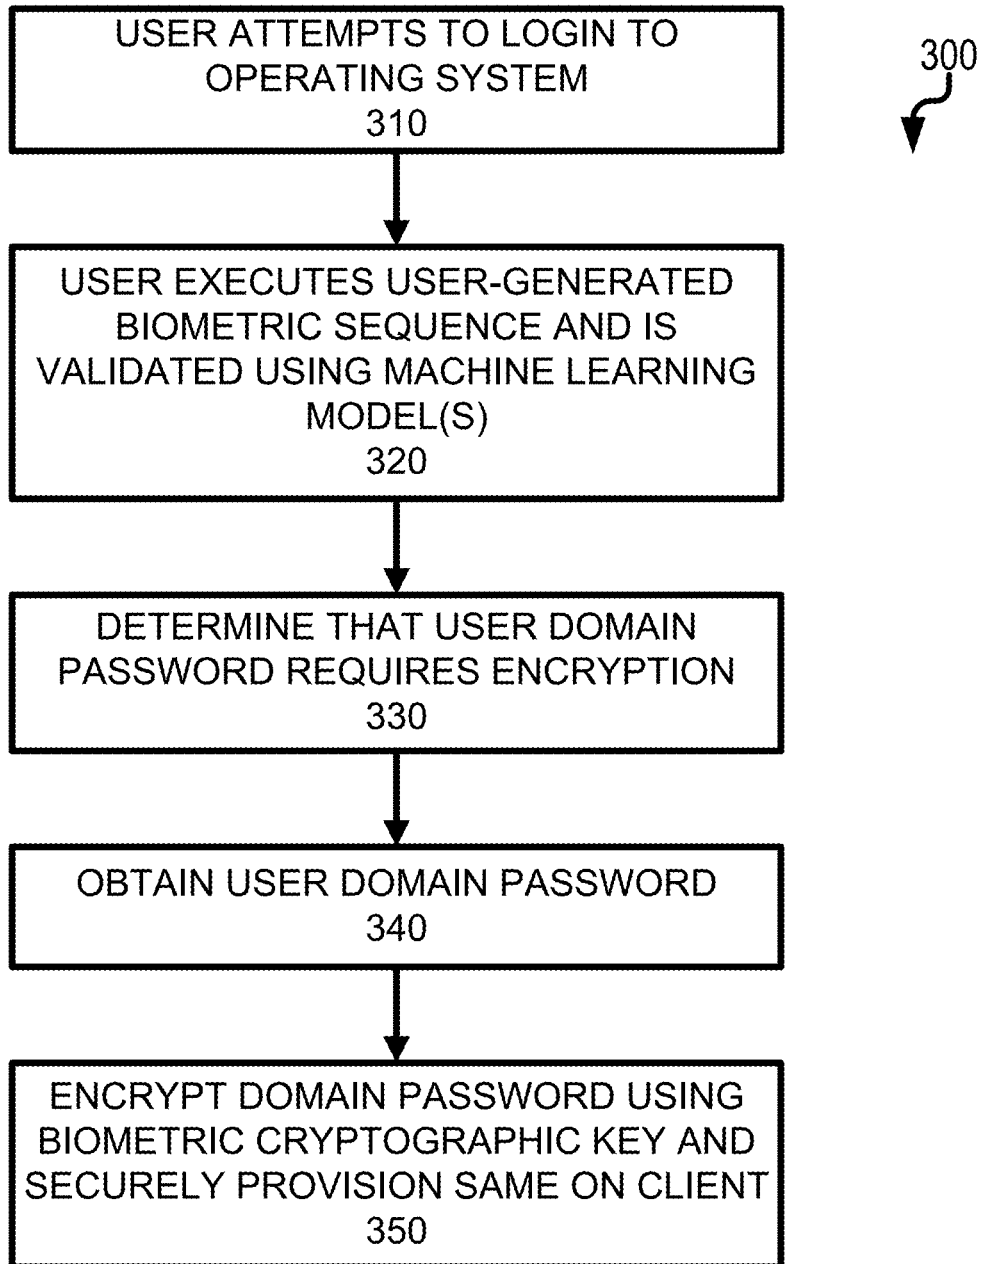 USER ATTEMPTS TO LOGIN TO
OPERATING SYSTEM
310
300
USER EXECUTES USER-GENERATED
BIOMETRIC SEQUENCE AND IS
VALIDATED USING MACHINE LEARNING
MODEL(S)
320
DETERMINE THAT USER DOMAIN
PASSWORD REQUIRES ENCRYPTION
330
OBTAIN USER DOMAIN PASSWORD
340
ENCRYPT DOMAIN PASSWORD USING
BIOMETRIC CRYPTOGRAPHIC KEY AND
SECURELY PROVISION SAME ON CLIENT
350